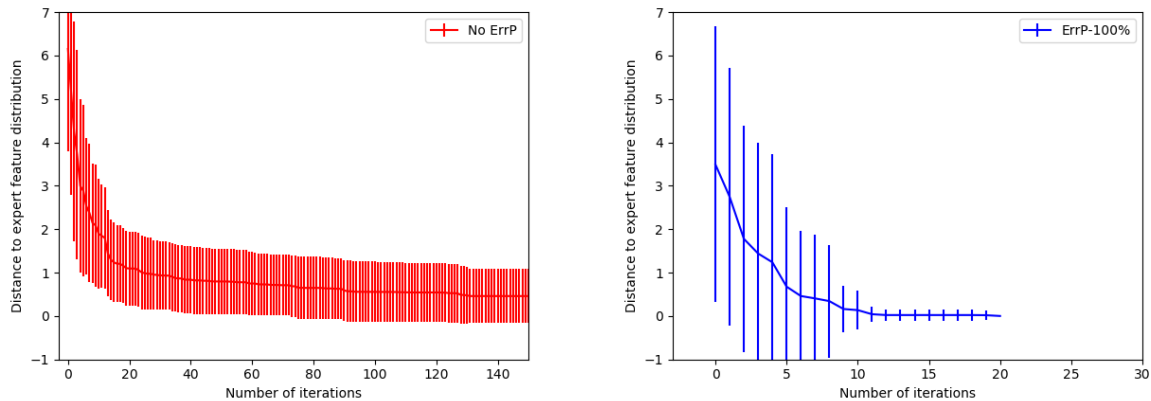 7
6
5
4
3
2
1
0
−1
Distance to expert feature distribution
No ErrP
0 20 40 60 80 100 120 140
Number of iterations
7
6
5
4
3
2
1
0
−1
Distance to expert feature distribution
ErrP-100%
0 5 10 15 20 25 30
Number of iterations